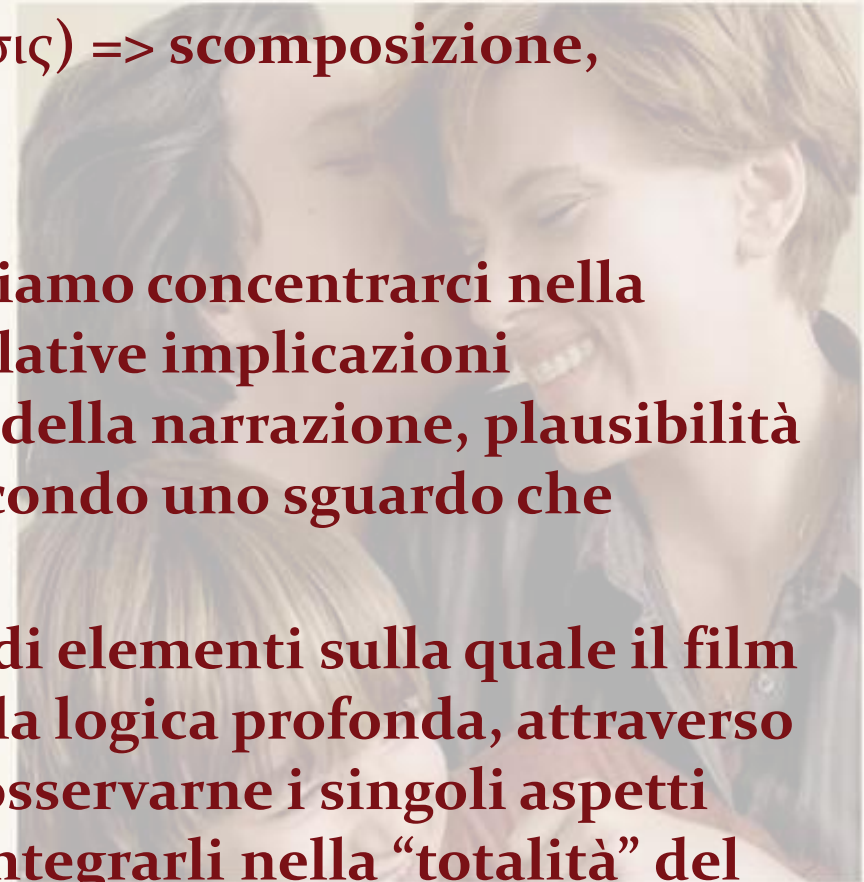 σις) => scomposizione,
iamo concentrarci nella
lative implicazioni
della narrazione, plausibilità
condo uno sguardo che
di elementi sulla quale il film
la logica profonda, attraverso
osservarne i singoli aspetti
ntegrarli nella “totalità” del